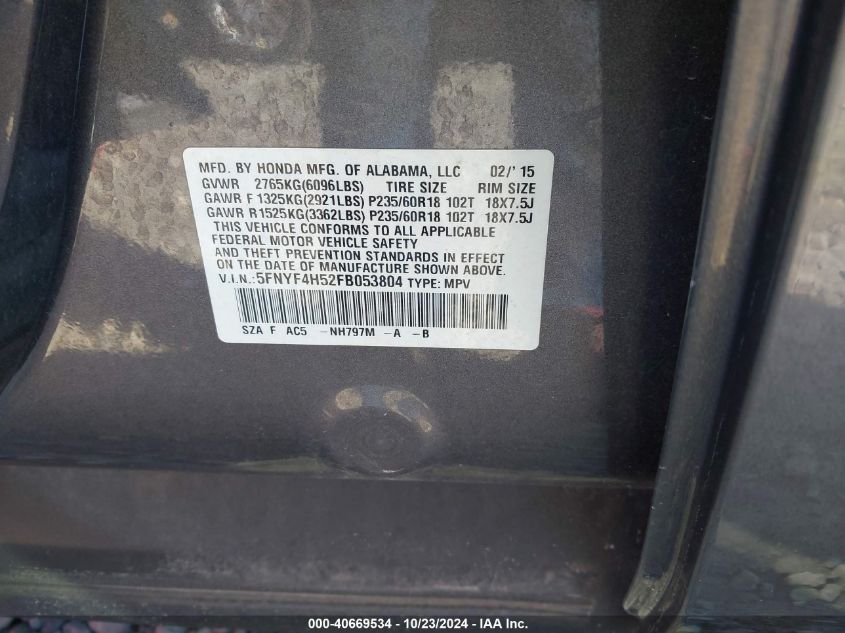 MFD. BY HONDA MFG. OF ALABAMA, LLC 02/'15
GVWR 2765KG(6096LBS) TIRE SIZE RIM SIZE
GAWR F 1325KG(2921LBS) P235/60R18 102T 18X7.5J
GAWR R 1525KG(3362LBS) P235/60R18 102T 18X7.5J
THIS VEHICLE CONFORMS TO ALL APPLICABLE
FEDERAL MOTOR VEHICLE SAFETY
AND THEFT PREVENTION STANDARDS IN EFFECT
ON THE DATE OF MANUFACTURE SHOWN ABOVE.
V.I.N.:5FNYF4H52FB053804 TYPE: MPV
SZA F AC5 -NH797M -A -B
000-40669534 - 10/23/2024 - IAA Inc.